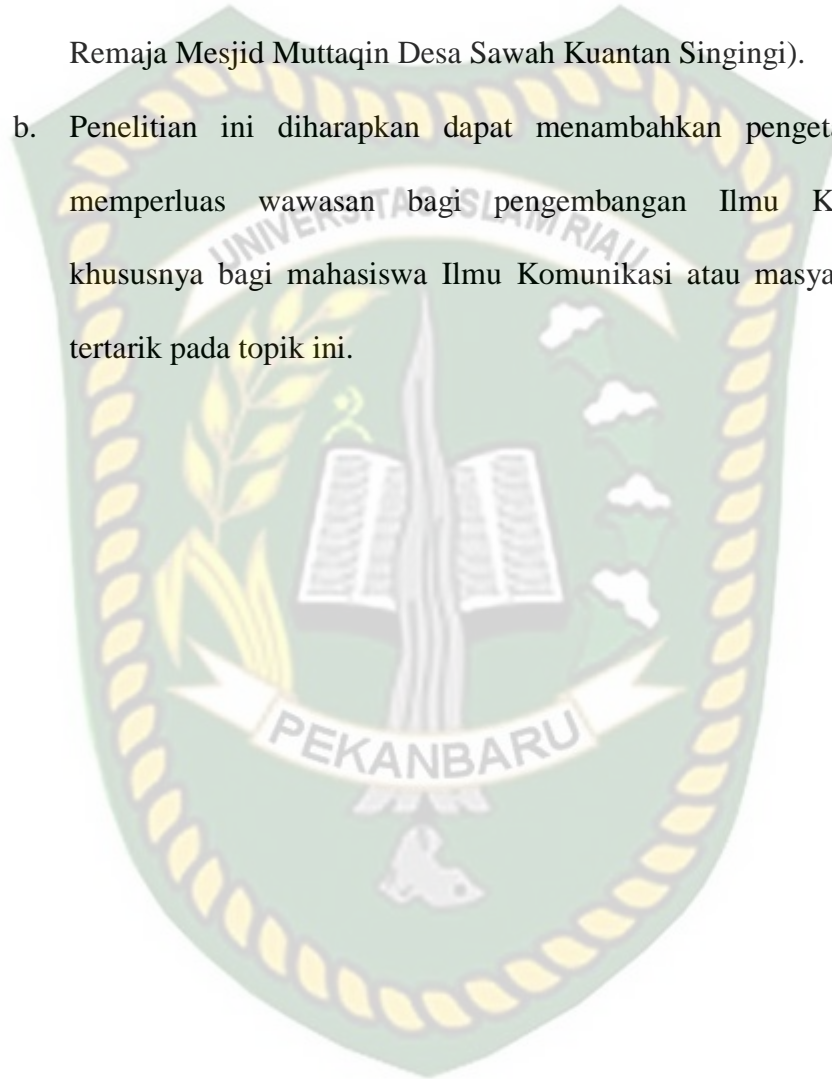 Remaja Mesjid Muttaqin Desa Sawah Kuantan Singingi).
b. Penelitian ini diharapkan dapat menambahkan
memperluas wawasan bagi pengembangan Ilmu
khususnya bagi mahasiswa Ilmu Komunikasi atau
tertarik pada topik ini.
UNIVERSITAS ISLAM RIAU
PEKANBARU